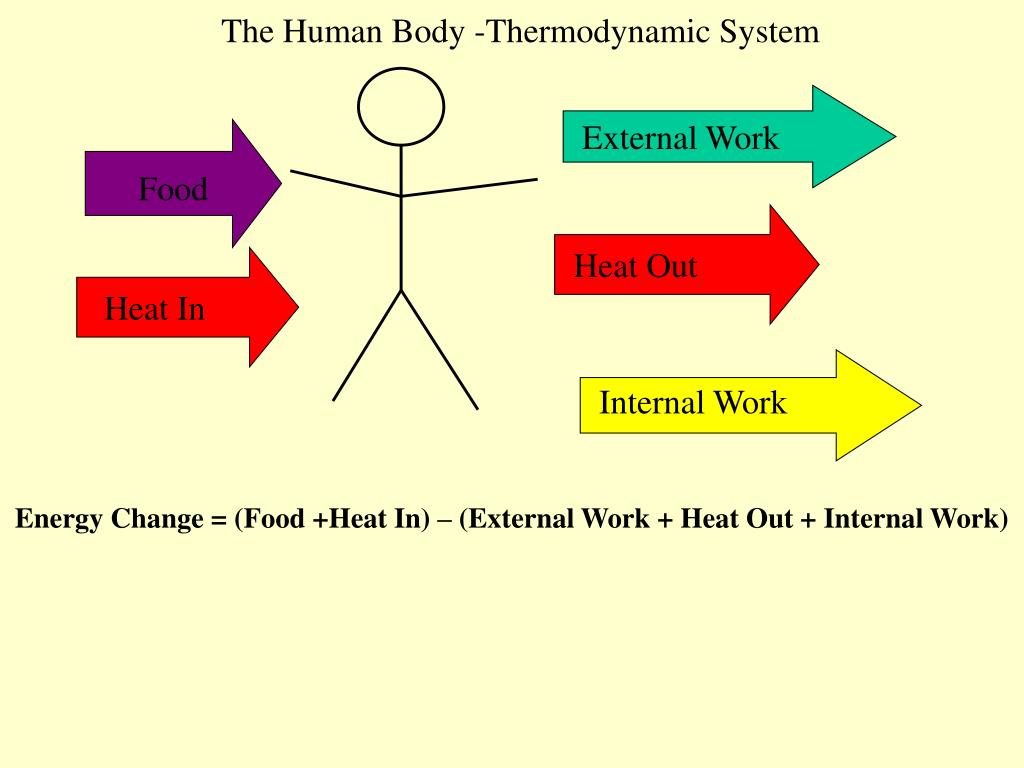 The Human Body -Thermodynamic System
External Work
Food
Heat Out
Heat In
Internal Work
Energy Change = (Food +Heat In) – (External Work + Heat Out + Internal Work)